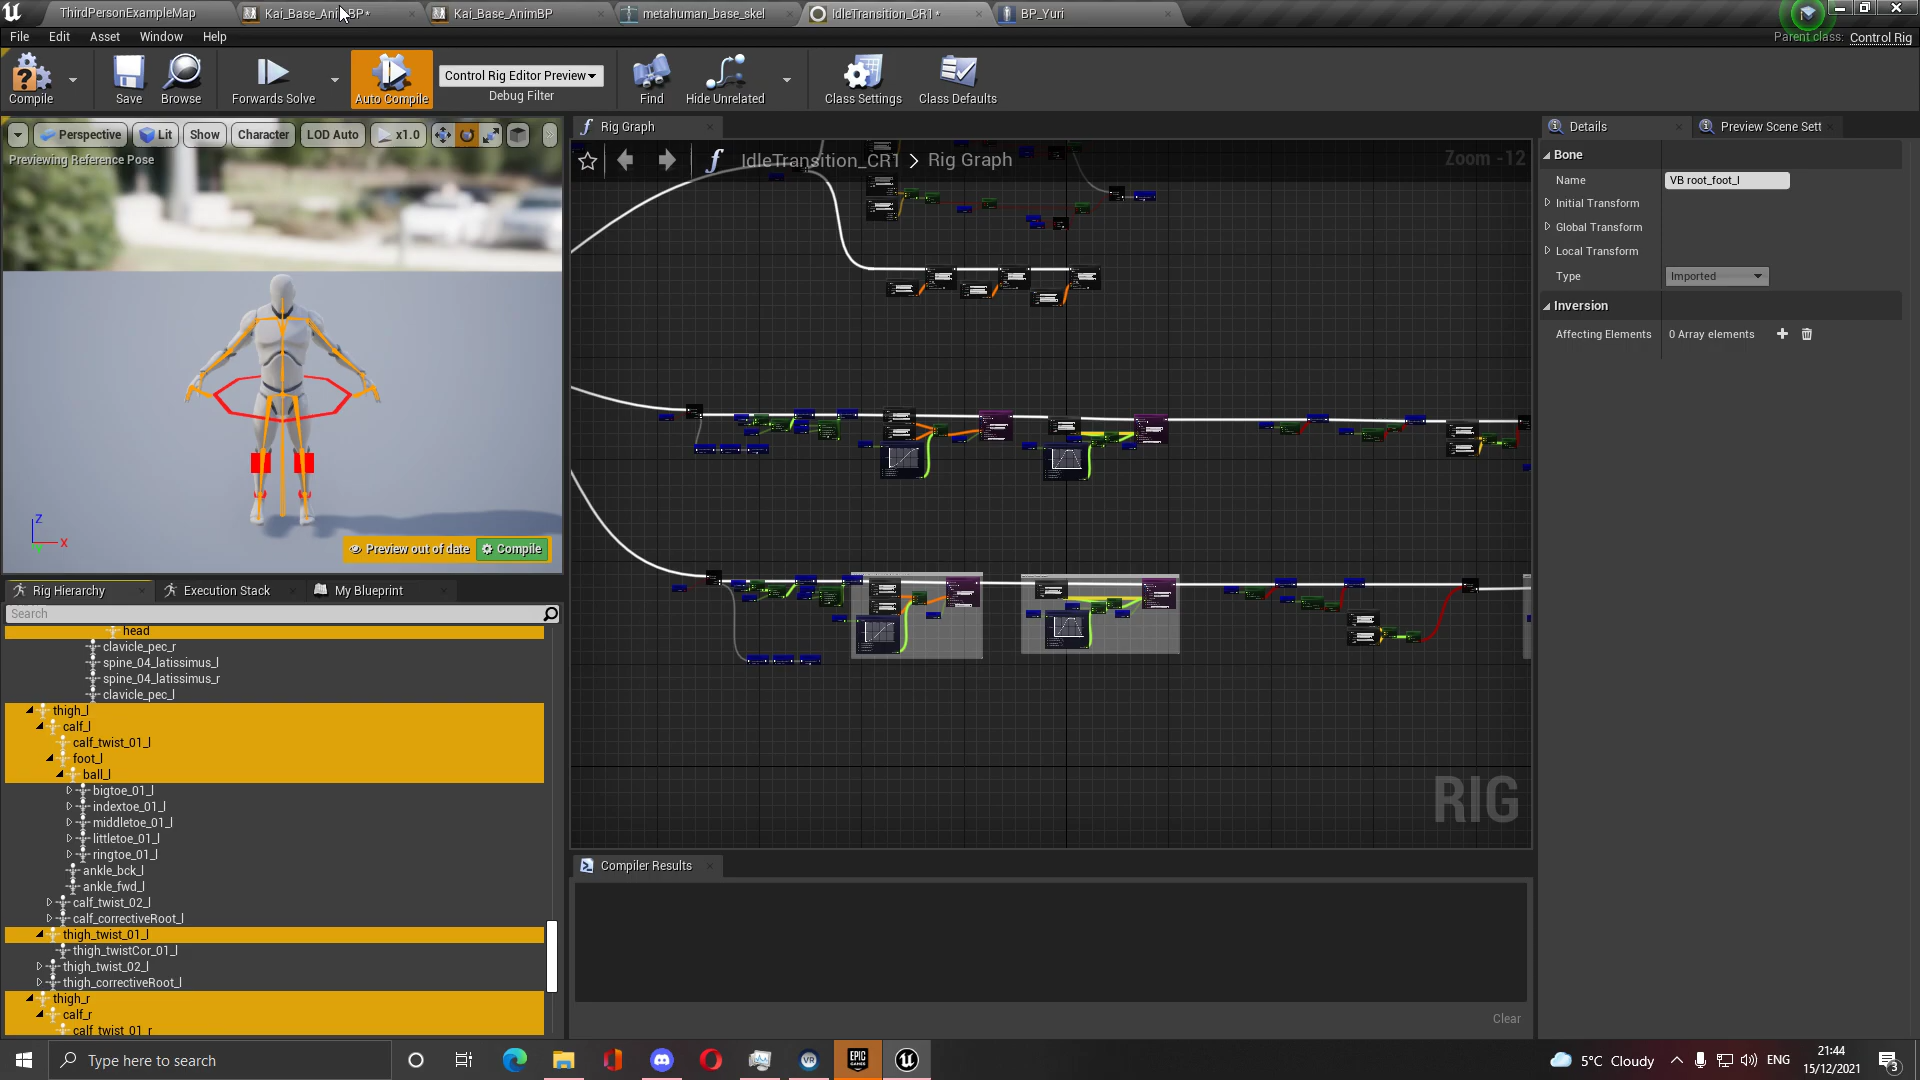 ThirdPersonExampleMap
Kai_Base_AnimBP*
Kai_Base_AnimBP
metahuman_base_skel
IdleTransition_CR1*
BP_Yuri
File Edit Asset Window Help
Parent class: Control Rig
Compile
Save
Browse
Forwards Solve
Auto Compile
Control Rig Editor Preview
Debug Filter
Find
Hide Unrelated
Class Settings
Class Defaults
Perspective
Lit
Show
Character
LOD Auto
x1.0
Previewing Reference Pose
Z
X
Y
Preview out of date
Compile
Rig Graph
IdleTransition_CR1 > Rig Graph
Zoom -12
RIG
Details
Preview Scene Sett
Bone
Name VB root_foot_l
Initial Transform
Global Transform
Local Transform
Type Imported
Inversion
Affecting Elements 0 Array elements
Rig Hierarchy
Execution Stack
My Blueprint
Search
head
clavicle_pec_r
spine_04_latissimus_l
spine_04_latissimus_r
clavicle_pec_l
thigh_l
calf_l
calf_twist_01_l
foot_l
ball_l
bigtoe_01_l
indextoe_01_l
middletoe_01_l
littletoe_01_l
ringtoe_01_l
ankle_bck_l
ankle_fwd_l
calf_twist_02_l
calf_correctiveRoot_l
thigh_twist_01_l
thigh_twistCor_01_l
thigh_twist_02_l
thigh_correctiveRoot_l
thigh_r
calf_r
calf_twist_01_r
Compiler Results
Clear
Type here to search
EPIC GAMES
5°C Cloudy
ENG
21:44
15/12/2021
3